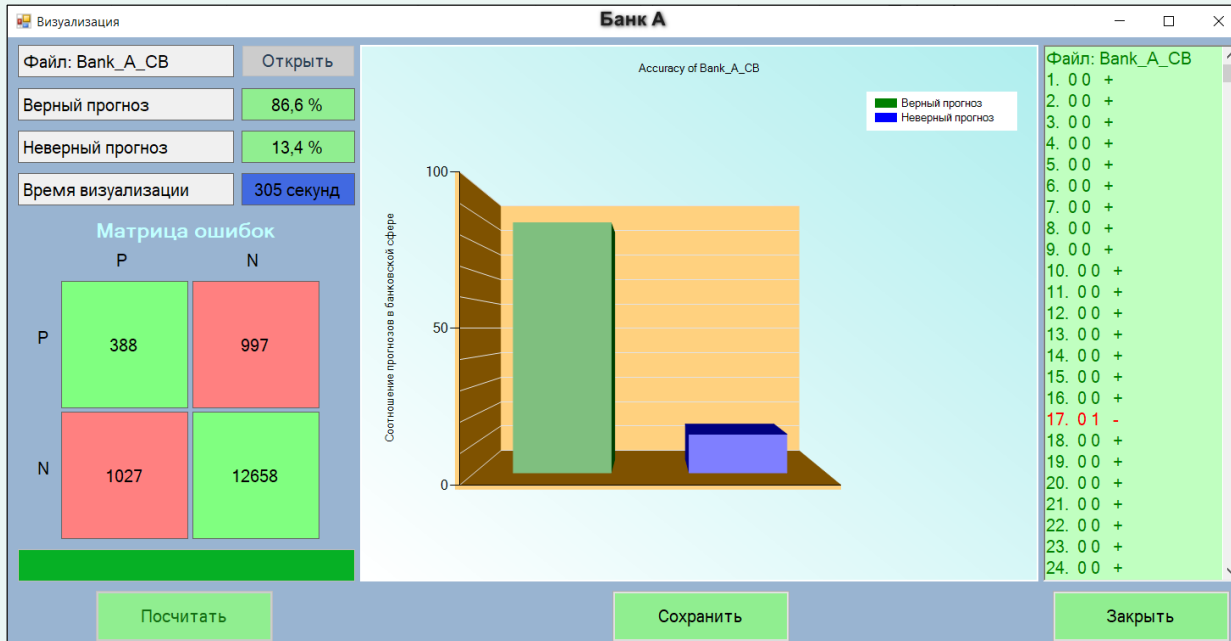 Визуализация
Банк А
Файл: Bank_A_CB
Открыть
Верный прогноз
86,6 %
Неверный прогноз
13,4 %
Время визуализации
305 секунд
Матрица ошибок
P N
P 388 997
N 1027 12658
Accuracy of Bank_A_CB
Верный прогноз
Неверный прогноз
Соотношение прогнозов в банковской сфере
100
50
0
Файл: Bank_A_CB
1. 0 0 +
2. 0 0 +
3. 0 0 +
4. 0 0 +
5. 0 0 +
6. 0 0 +
7. 0 0 +
8. 0 0 +
9. 0 0 +
10. 0 0 +
11. 0 0 +
12. 0 0 +
13. 0 0 +
14. 0 0 +
15. 0 0 +
16. 0 0 +
17. 0 1 -
18. 0 0 +
19. 0 0 +
20. 0 0 +
21. 0 0 +
22. 0 0 +
23. 0 0 +
24. 0 0 +
Посчитать
Сохранить
Закрыть